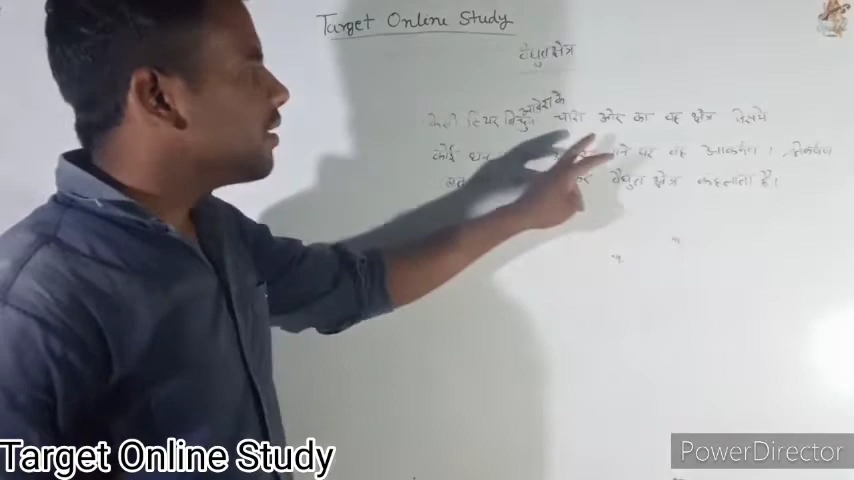 Target Online Study
वैधुत क्षेत्र
आवेश के
किसी स्थिर विधुत चारों ओर का वह क्षेत्र जिसमें
कोई धन पर वह आकर्षण। प्रतिकर्षण
वैधुत क्षेत्र कहलाता है।
Target Online Study
PowerDirector